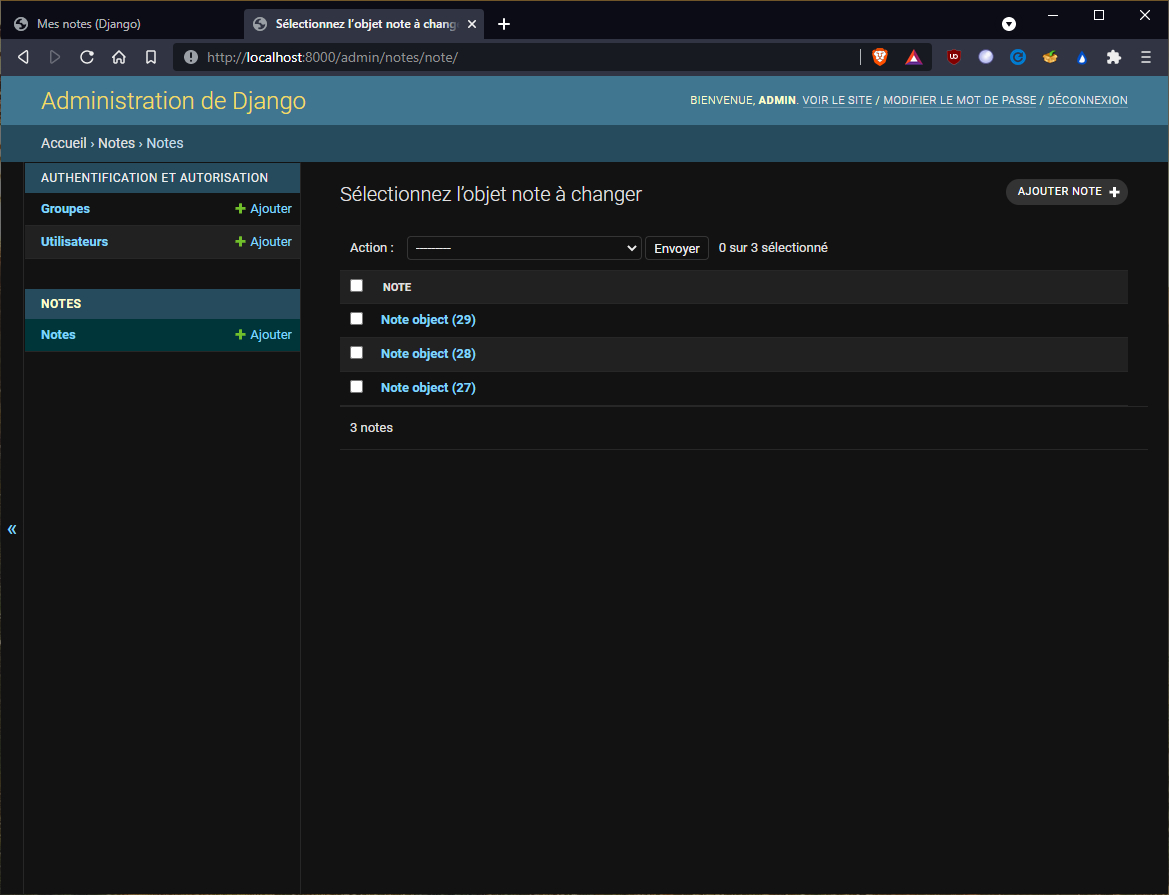 Mes notes (Django)
Sélectionnez l’objet note à chang
http://localhost:8000/admin/notes/note/
UD
Administration de Django
BIENVENUE, ADMIN. VOIR LE SITE / MODIFIER LE MOT DE PASSE / DÉCONNEXION
Accueil › Notes › Notes
AUTHENTIFICATION ET AUTORISATION
Groupes + Ajouter
Utilisateurs + Ajouter
NOTES
Notes + Ajouter
«
Sélectionnez l’objet note à changer
AJOUTER NOTE +
Action : --------- Envoyer 0 sur 3 sélectionné
NOTE
Note object (29)
Note object (28)
Note object (27)
3 notes